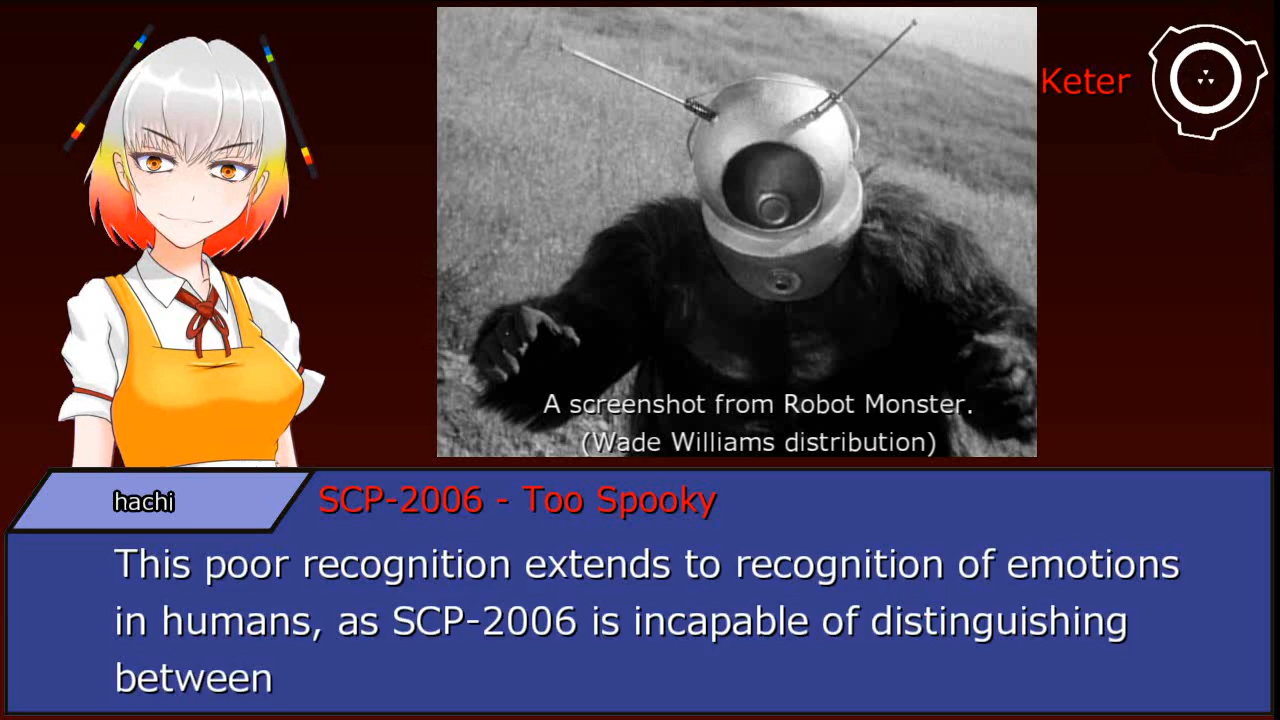 Keter
A screenshot from Robot Monster.
(Wade Williams distribution)
hachi
SCP-2006 - Too Spooky
This poor recognition extends to recognition of emotions
in humans, as SCP-2006 is incapable of distinguishing
between